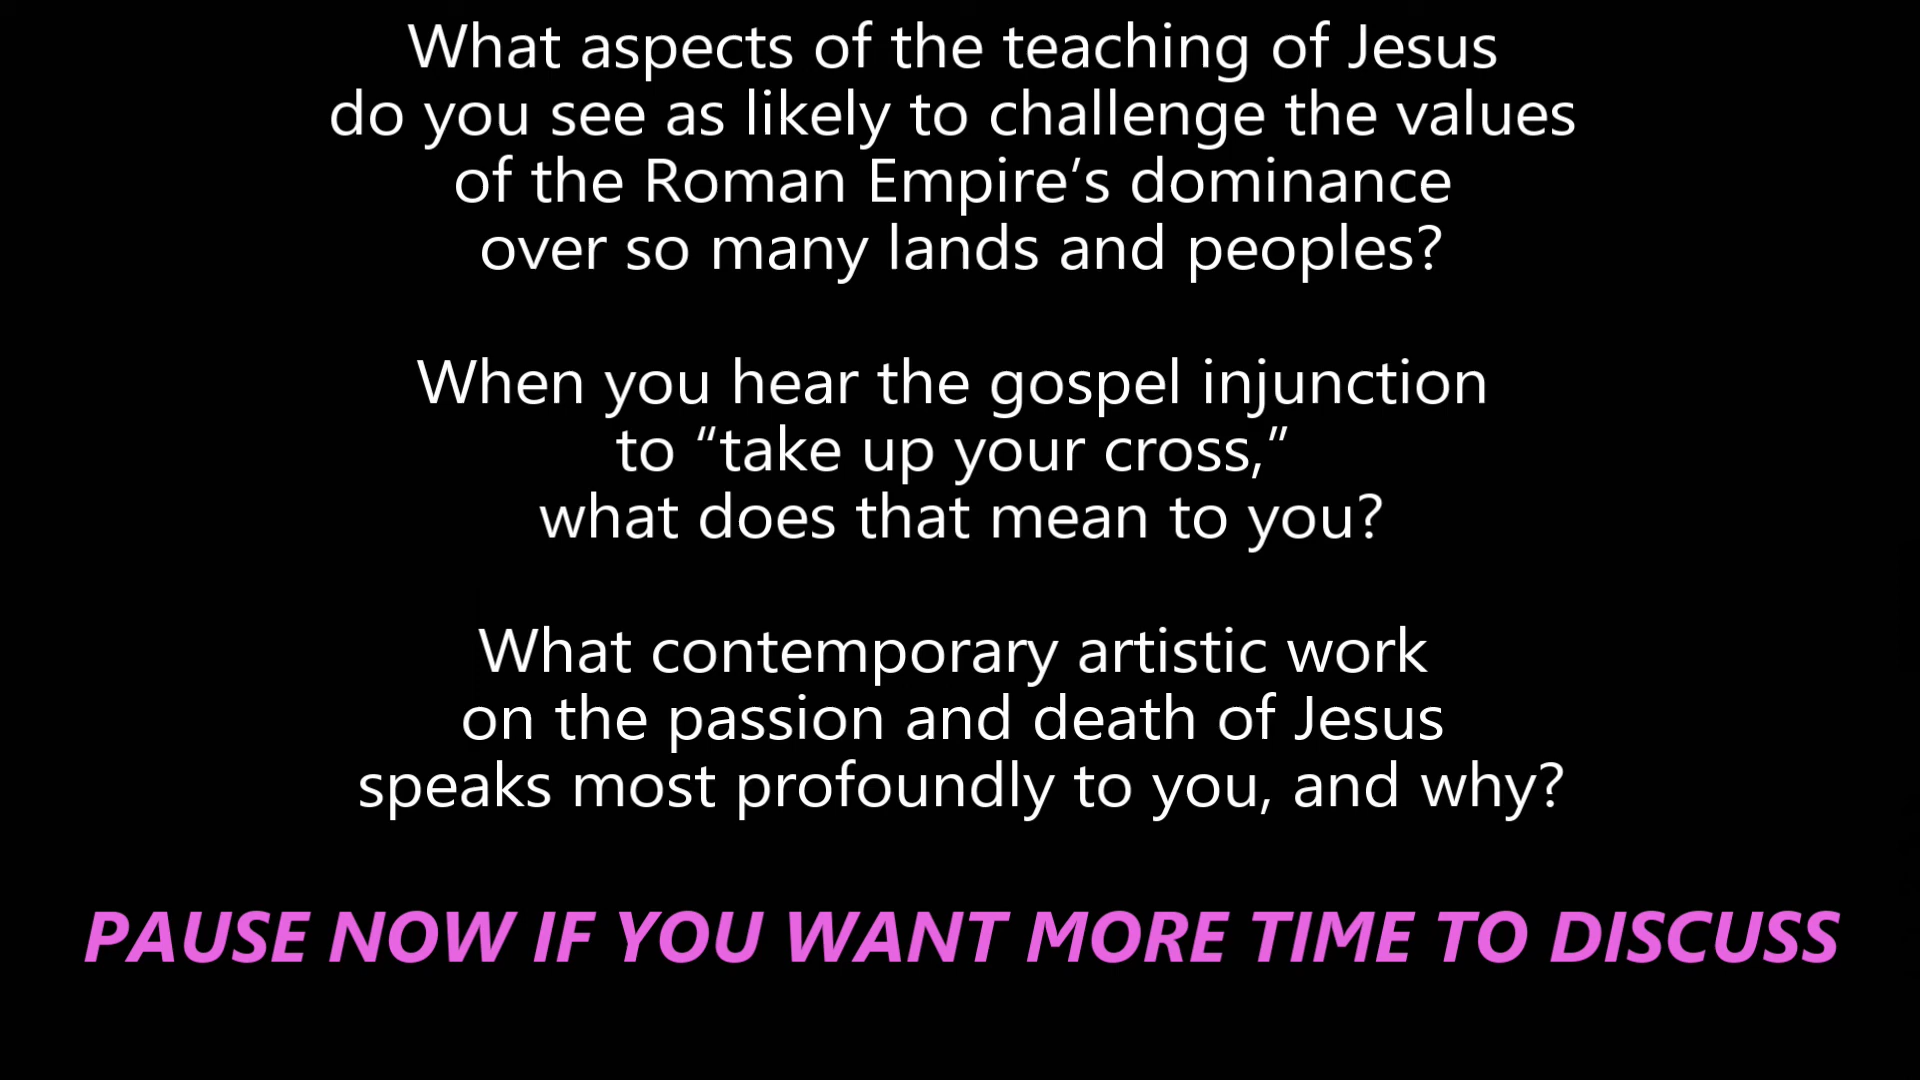 What aspects of the teaching of Jesus
do you see as likely to challenge the values
of the Roman Empire’s dominance
over so many lands and peoples?
When you hear the gospel injunction
to “take up your cross,”
what does that mean to you?
What contemporary artistic work
on the passion and death of Jesus
speaks most profoundly to you, and why?
PAUSE NOW IF YOU WANT MORE TIME TO DISCUSS